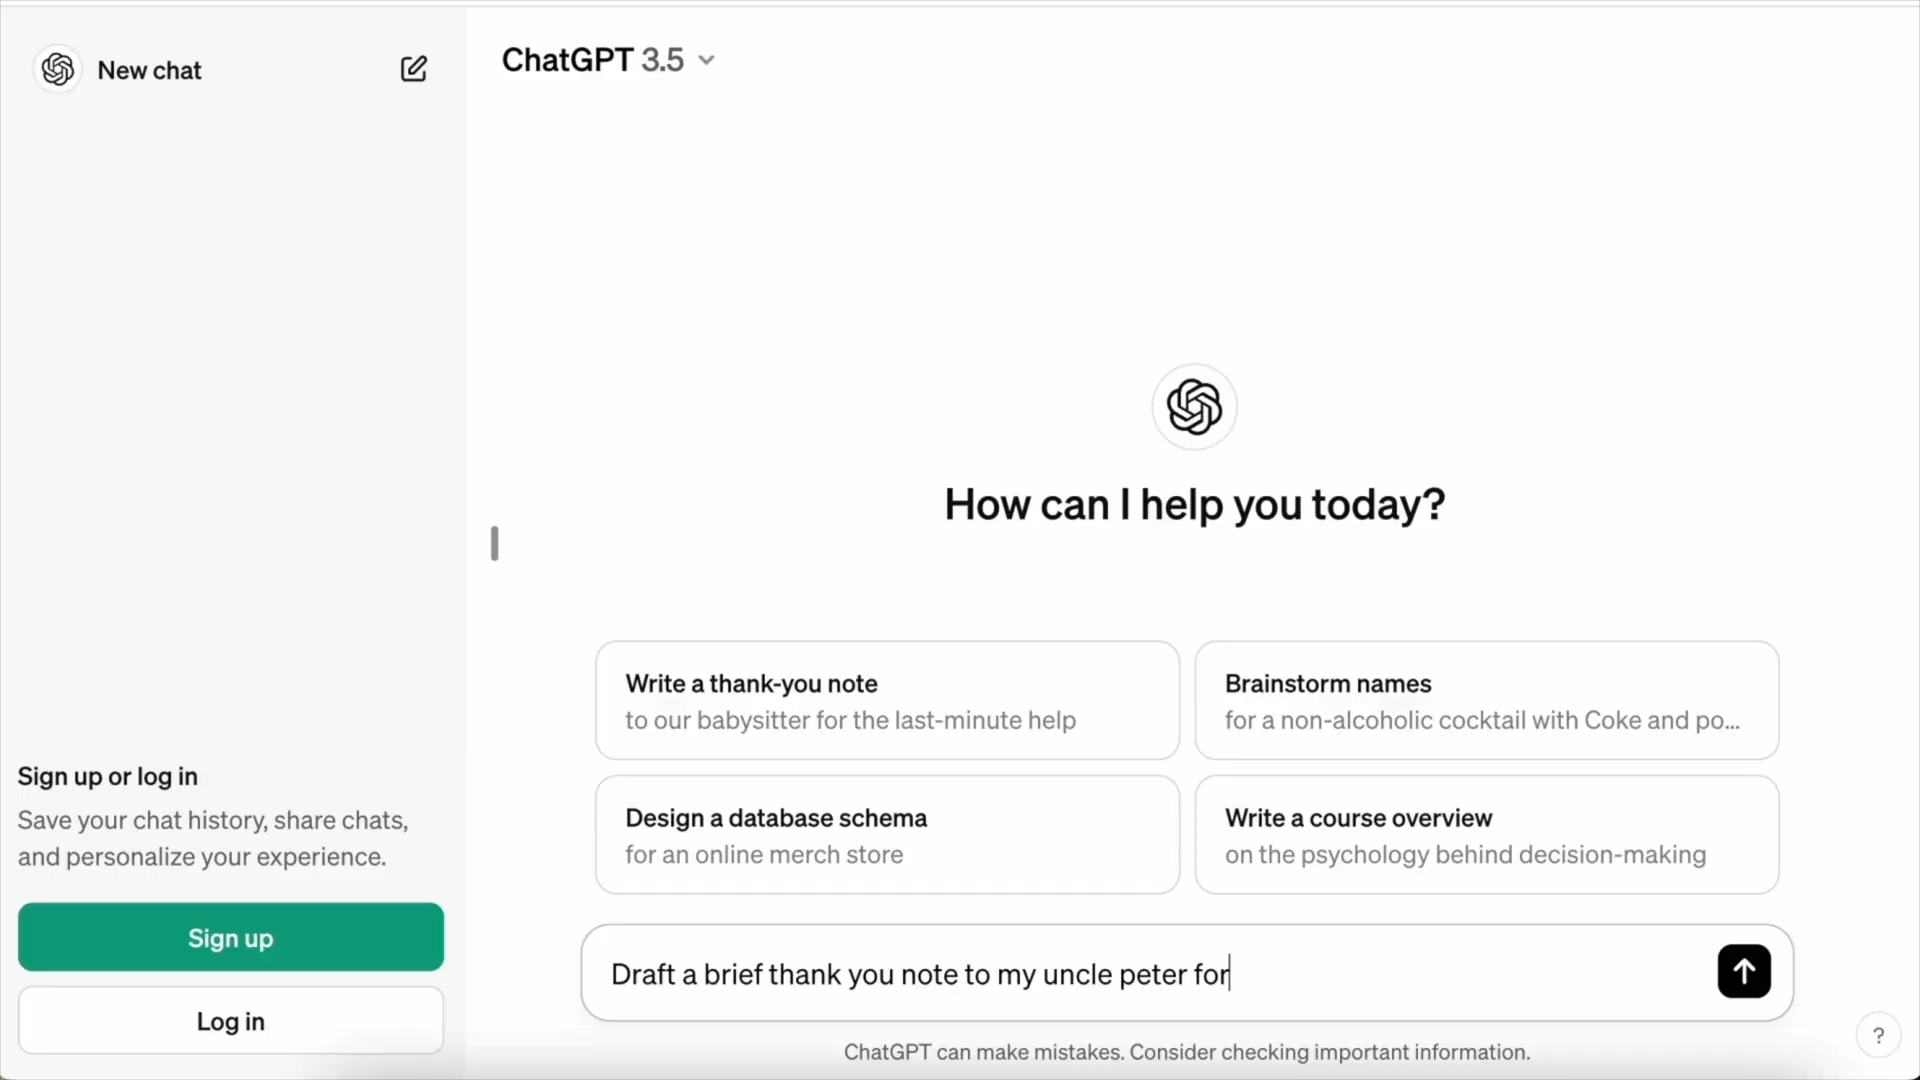 New chat
ChatGPT 3.5
How can I help you today?
Write a thank-you note
to our babysitter for the last-minute help
Brainstorm names
for a non-alcoholic cocktail with Coke and po...
Design a database schema
for an online merch store
Write a course overview
on the psychology behind decision-making
Sign up or log in
Save your chat history, share chats,
and personalize your experience.
Sign up
Log in
Draft a brief thank you note to my uncle peter for
ChatGPT can make mistakes. Consider checking important information.
?